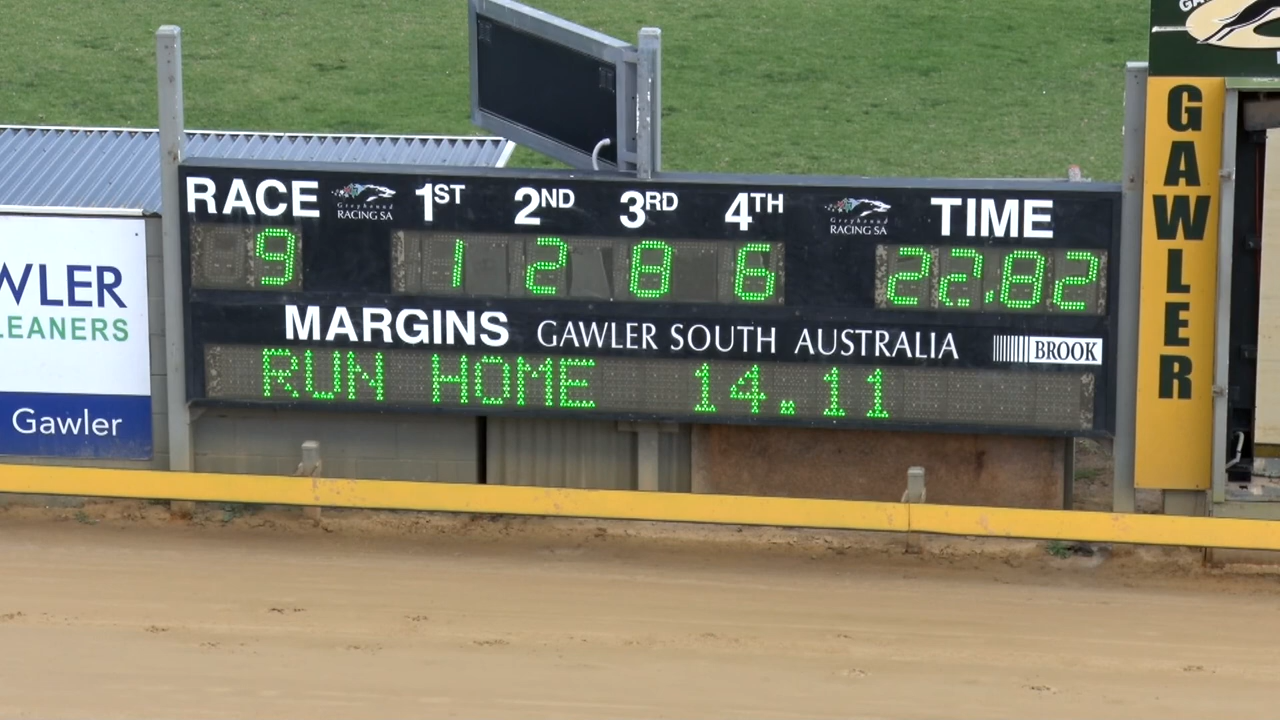 RACE
Greyhound
RACING SA
1ST
2ND
3RD
4TH
Greyhound
RACING SA
TIME
9
1
2
8
6
22.82
MARGINS
GAWLER SOUTH AUSTRALIA
BROOK
RUN HOME 14.11
GAWLER
WLER
LEANERS
Gawler